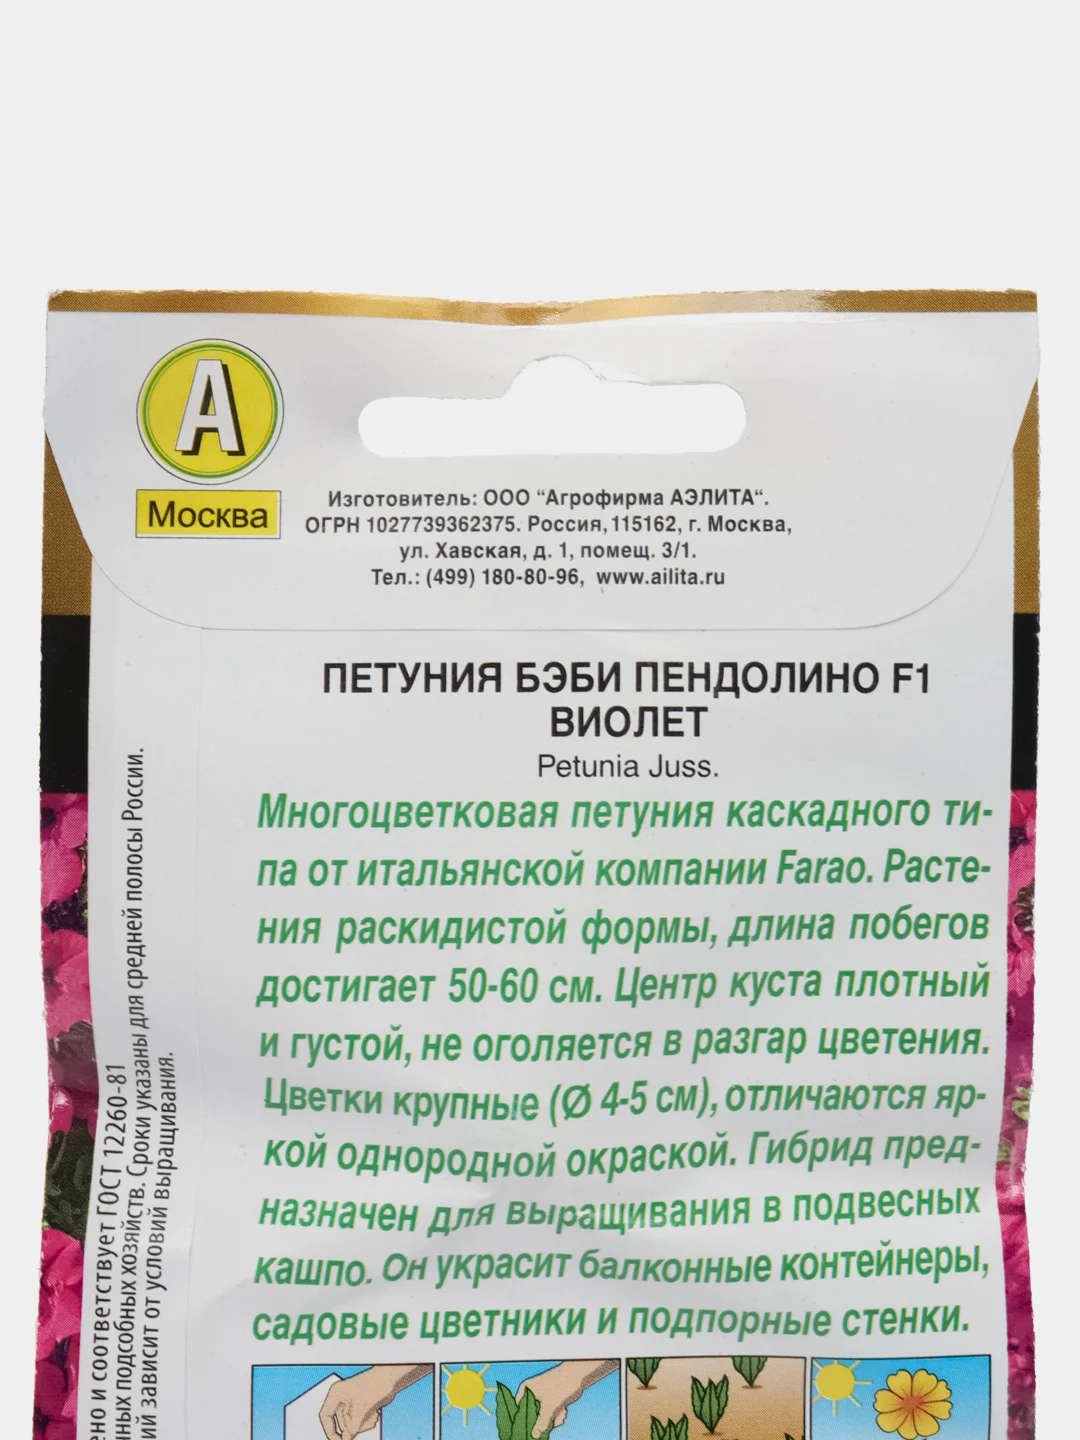 А
Москва
Изготовитель: ООО “Агрофирма АЭЛИТА“.
ОГРН 1027739362375. Россия, 115162, г. Москва,
ул. Хавская, д. 1, помещ. 3/1.
Тел.: (499) 180-80-96, www.ailita.ru
ПЕТУНИЯ БЭБИ ПЕНДОЛИНО F1
ВИОЛЕТ
Petunia Juss.
Многоцветковая петуния каскадного ти-
па от итальянской компании Farao. Расте-
ния раскидистой формы, длина побегов
достигает 50-60 см. Центр куста плотный
и густой, не оголяется в разгар цветения.
Цветки крупные (Ø 4-5 см), отличаются яр-
кой однородной окраской. Гибрид пред-
назначен для выращивания в подвесных
кашпо. Он украсит балконные контейнеры,
садовые цветники и подпорные стенки.
и соответствует ГОСТ 12260-81
подсобных хозяйств. Сроки указаны для средней полосы России.
зависит от условий выращивания.